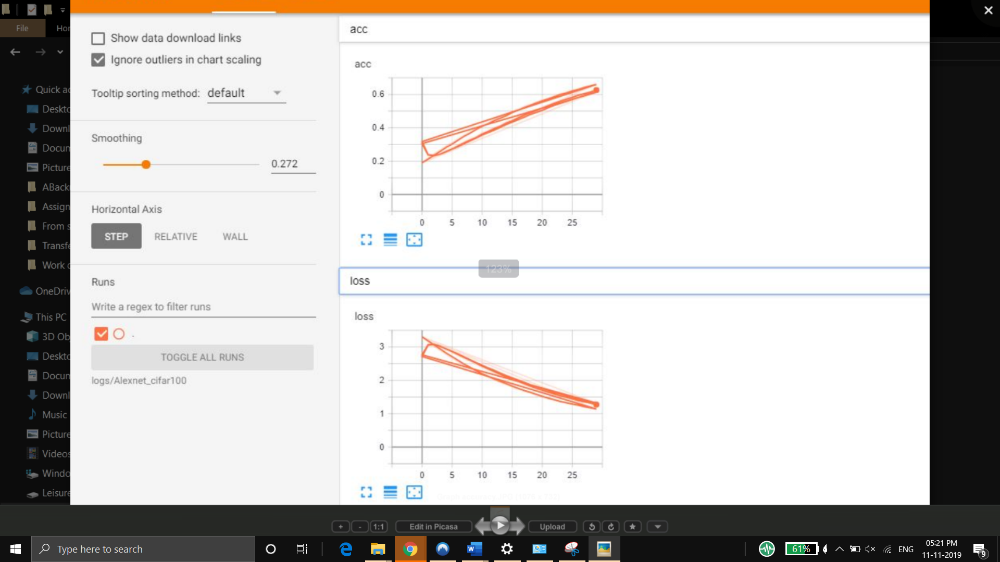 File
Hor
Quick ac
Deskto
Downl
Docum
Picture
ABack
Assign
From s
Transfe
Work o
OneDriv
This PC
3D Ob
Deskto
Docum
Downl
Music
Picture
Videos
Windo
Leisure
Show data download links
Ignore outliers in chart scaling
Tooltip sorting method: default
Smoothing
0.272
Horizontal Axis
STEP RELATIVE WALL
Runs
Write a regex to filter runs
.
TOGGLE ALL RUNS
logs/Alexnet_cifar100
acc
acc
0.6
0.4
0.2
0
0 5 10 15 20 25
123%
loss
loss
3
2
1
0
0 5 10 15 20 25
+ - 1:1 Edit in Picasa Upload
Type here to search
61% ENG
05:21 PM
11-11-2019
9